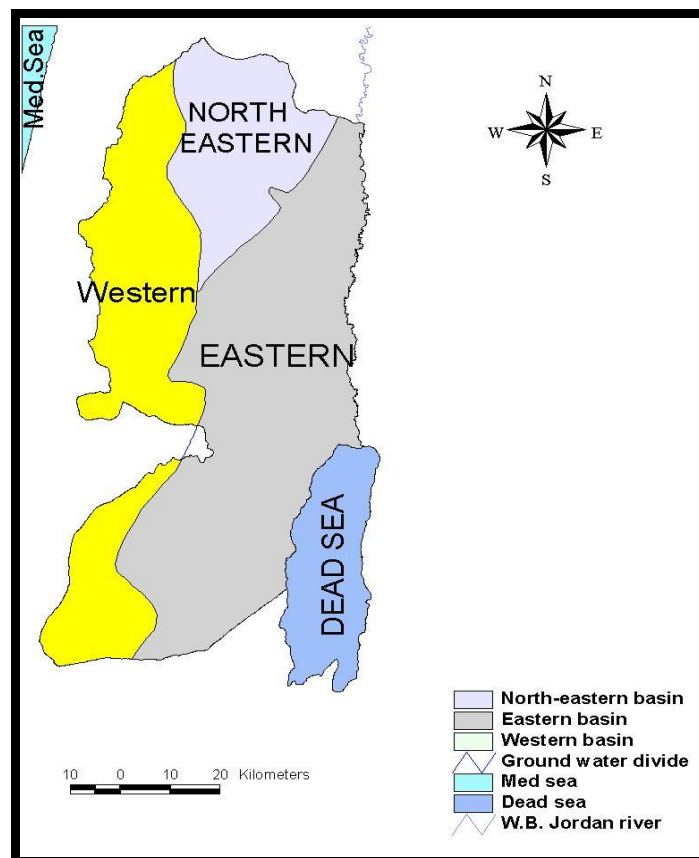 Med.Sea
NORTH
EASTERN
N
W
E
S
Western
EASTERN
DEAD SEA
North-eastern basin
Eastern basin
Western basin
Ground water divide
Med sea
Dead sea
W.B. Jordan river
10 0 10 20 Kilometers